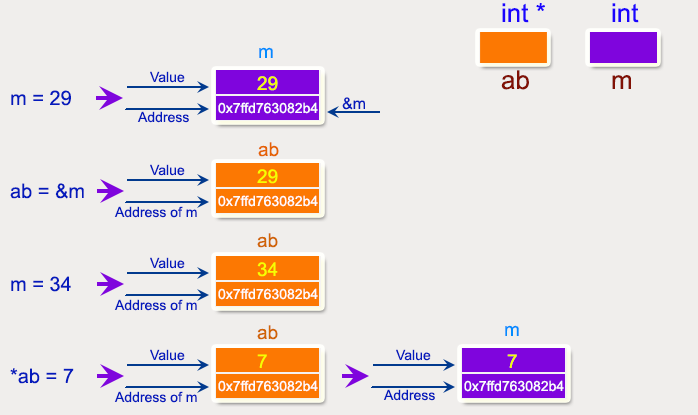 int *
int
ab
m
m
m = 29
Value
29
Address
0x7ffd763082b4
&m
ab
ab = &m
Value
29
Address of m
0x7ffd763082b4
ab
m = 34
Value
34
Address of m
0x7ffd763082b4
ab
m
*ab = 7
Value
7
Value
7
Address of m
0x7ffd763082b4
Address
0x7ffd763082b4